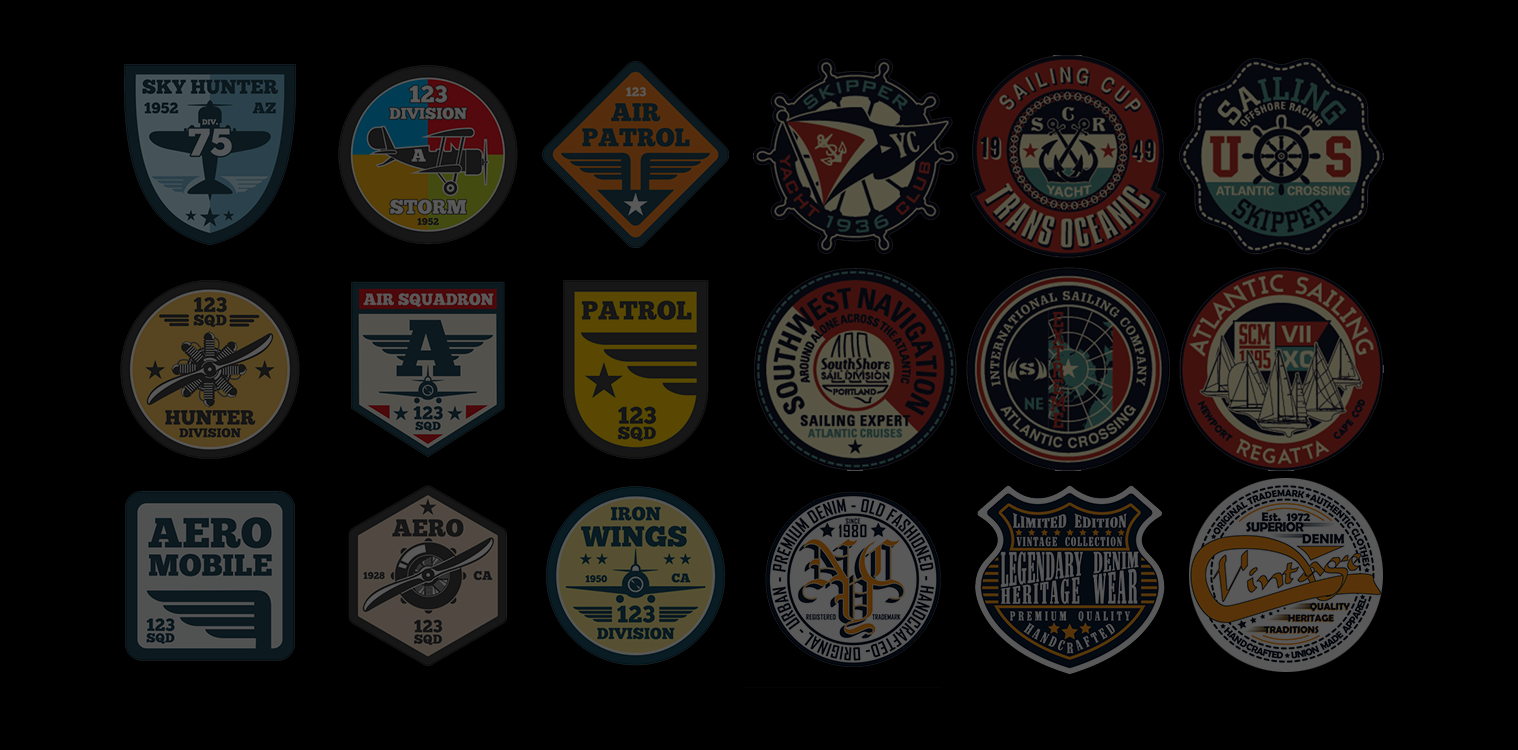 SKY HUNTER
1952 AZ
DIV.
75
123
DIVISION
A
STORM
1952
123
AIR
PATROL
SKIPPER
YC
YACHT 1936 CLUB
SAILING CUP
S C R
19 49
YACHT
TRANS OCEANIC
SAILING
OFFSHORE RACING
U S
ATLANTIC CROSSING
SKIPPER
123
SQD
HUNTER
DIVISION
AIR SQUADRON
A
123
SQD
PATROL
123
SQD
SOUTHWEST NAVIGATION
AROUND ALONE ACROSS THE ATLANTIC
SouthShore
SAIL DIVISION
PORTLAND
SAILING EXPERT
ATLANTIC CRUISES
INTERNATIONAL SAILING COMPANY
S
NE
ATLANTIC CROSSING
ATLANTIC SAILING
SCM VII
1895 XC
NEWPORT CAPE COD
REGATTA
AERO
MOBILE
123
SQD
AERO
1928 CA
123
SQD
IRON
WINGS
1950 CA
123
DIVISION
ORIGINAL - URBAN - PREMIUM DENIM - OLD FASHIONED - HANDCRAFTED -
SINCE
1980
NYC
REGISTERED TRADEMARK
LIMITED EDITION
VINTAGE COLLECTION
LEGENDARY DENIM
HERITAGE WEAR
PREMIUM QUALITY
HANDCRAFTED
ORIGINAL TRADEMARK ★ AUTHENTIC CLOTHES
Est. 1972
SUPERIOR
DENIM
Vintage
QUALITY
HERITAGE
TRADITIONS
HANDCRAFTED ★ UNION MADE APPAREL